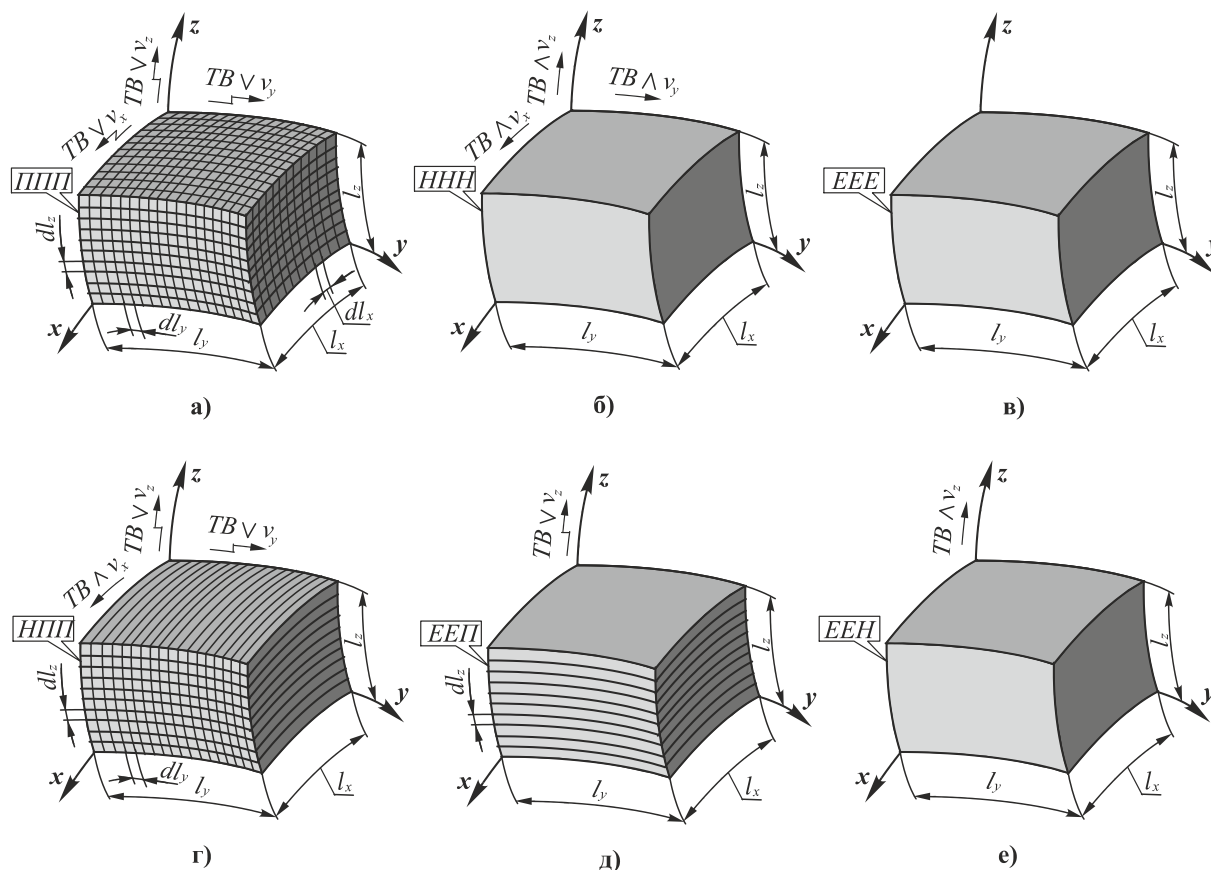 z
TB ∨ v_z
TB ∨ v_y
TB ∨ v_x
ППП
l_z
dl_z
y
x
dl_y
l_y
dl_x
l_x
а)
z
TB ∧ v_z
TB ∧ v_y
TB ∧ v_x
ННН
l_z
y
x
l_y
l_x
б)
z
ЕЕЕ
l_z
y
x
l_y
l_x
в)
z
TB ∨ v_z
TB ∨ v_y
TB ∧ v_x
НПП
l_z
dl_z
y
x
dl_y
l_y
l_x
г)
z
TB ∨ v_z
ЕЕП
l_z
dl_z
y
x
l_y
l_x
д)
z
TB ∧ v_z
ЕЕН
l_z
y
x
l_y
l_x
е)